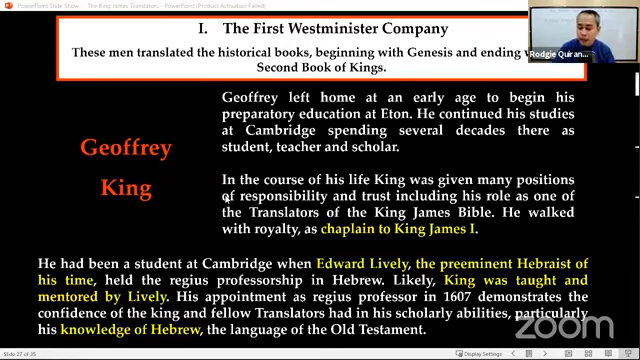 PowerPoint Slide Show - The King James Translators - PowerPoint (Product Activation Failed)
I. The First Westminister Company
These men translated the historical books, beginning with Genesis and ending
Second Book of Kings.
Rodgie Quiran...
Geoffrey
King
Geoffrey left home at an early age to begin his
preparatory education at Eton. He continued his studies
at Cambridge spending several decades there as
student, teacher and scholar.
In the course of his life King was given many positions
of responsibility and trust including his role as one of
the Translators of the King James Bible. He walked
with royalty, as chaplain to King James I.
He had been a student at Cambridge when Edward Lively, the preeminent Hebraist of
his time, held the regius professorship in Hebrew. Likely, King was taught and
mentored by Lively. His appointment as regius professor in 1607 demonstrates the
confidence of the king and fellow Translators had in his scholarly abilities, particularly
his knowledge of Hebrew, the language of the Old Testament.
zoom
Slide 27 of 35
Display Settings